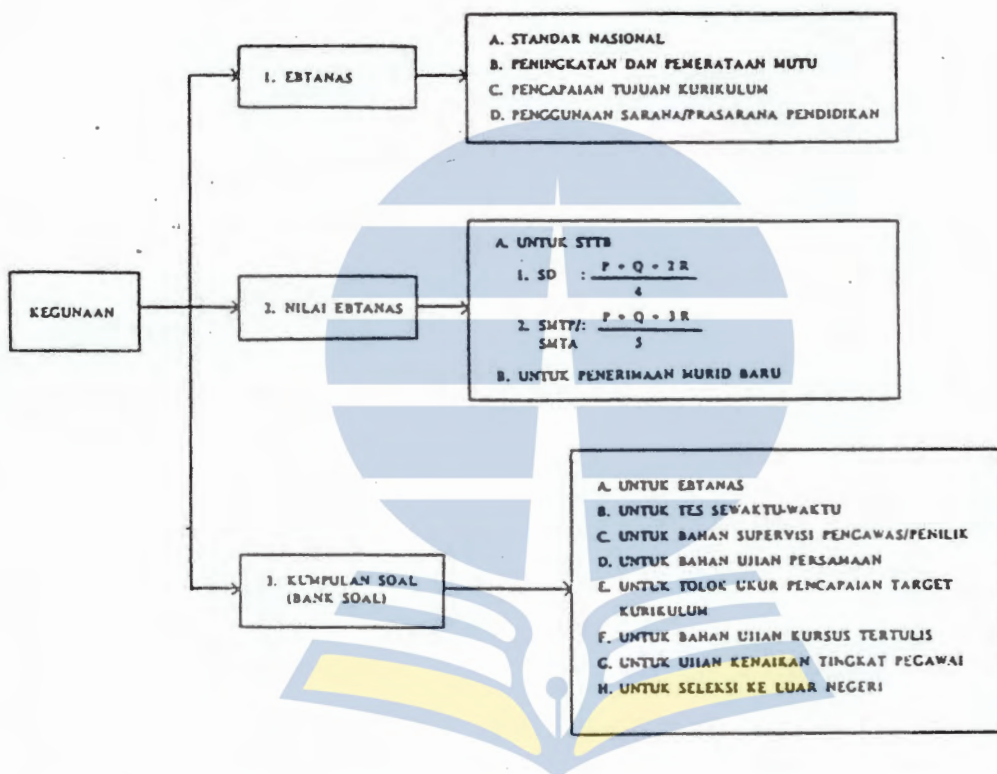 KEGUNAAN
1. EBTANAS
A. STANDAR NASIONAL
B. PENINGKATAN DAN PEMERATAAN MUTU
C. PENCAPAIAN TUJUAN KURIKULUM
D. PENGGUNAAN SARANA/PRASARANA PENDIDIKAN
2. NILAI EBTANAS
A. UNTUK STTB
1. SD : P + Q + 2 R
4
2. SMTP/: P + Q + 3 R
SMTA 5
B. UNTUK PENERIMAAN MURID BARU
3. KUMPULAN SOAL
(BANK SOAL)
A. UNTUK EBTANAS
B. UNTUK TES SEWAKTU-WAKTU
C. UNTUK BAHAN SUPERVISI PENGAWAS/PENILIK
D. UNTUK BAHAN UJIAN PERSAMAAN
E. UNTUK TOLOK UKUR PENCAPAIAN TARGET
KURIKULUM
F. UNTUK BAHAN UJIAN KURSUS TERTULIS
G. UNTUK UJIAN KENAIKAN TINGKAT PEGAWAI
H. UNTUK SELEKSI KE LUAR NEGERI